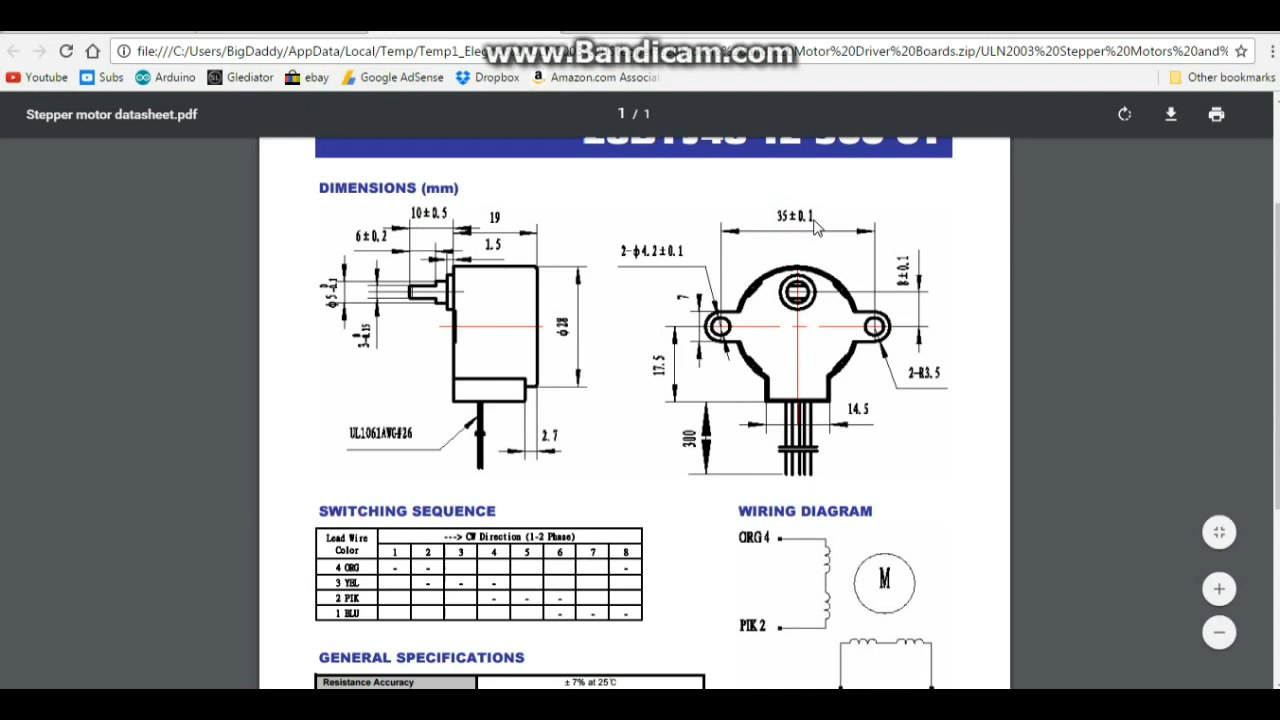 file:///C:/Users/BigDaddy/AppData/Local/Temp/Temp1_Eleg
www.Bandicam.com
Motor%20Driver%20Boards.zip/ULN2003%20Stepper%20Motors%20and%
Youtube Subs Arduino Glediator ebay Google AdSense Dropbox Amazon.com Associat Other bookmarks
Stepper motor datasheet.pdf
1 / 1
DIMENSIONS (mm)
10±0.5 19
6±0.2 1.5
35±0.1
2-φ4.2±0.1
φ28
7
8±0.1
17.5
2-R3.5
14.5
300
UL1061AWG#26
2.7
SWITCHING SEQUENCE
Lead Wire Color
---> CW Direction (1-2 Phase)
1 2 3 4 5 6 7 8
4 ORG - - -
3 YEL - - -
2 PIK - - -
1 BLU - - -
WIRING DIAGRAM
ORG 4
M
PIK 2
GENERAL SPECIFICATIONS
Resistance Accuracy ± 7% at 25℃